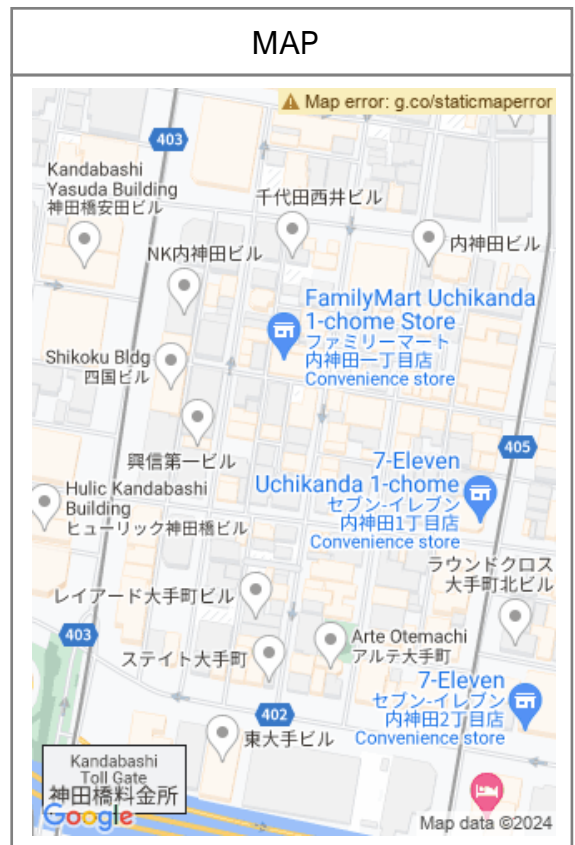 MAP
Map error: g.co/staticmaperror
403
Kandabashi
Yasuda Building
神田橋安田ビル
千代田西井ビル
内神田ビル
NK内神田ビル
FamilyMart Uchikanda
1-chome Store
ファミリーマート
内神田一丁目店
Convenience store
Shikoku Bldg
四国ビル
405
興信第一ビル
7-Eleven
Uchikanda 1-chome
セブン-イレブン
内神田1丁目店
Convenience store
Hulic Kandabashi
Building
ヒューリック神田橋ビル
ラウンドクロス
大手町北ビル
レイアード大手町ビル
403
Arte Otemachi
アルテ大手町
ステイト大手町
7-Eleven
セブン-イレブン
内神田2丁目店
Convenience store
402
東大手ビル
Kandabashi
Toll Gate
神田橋料金所
Google
Map data ©2024